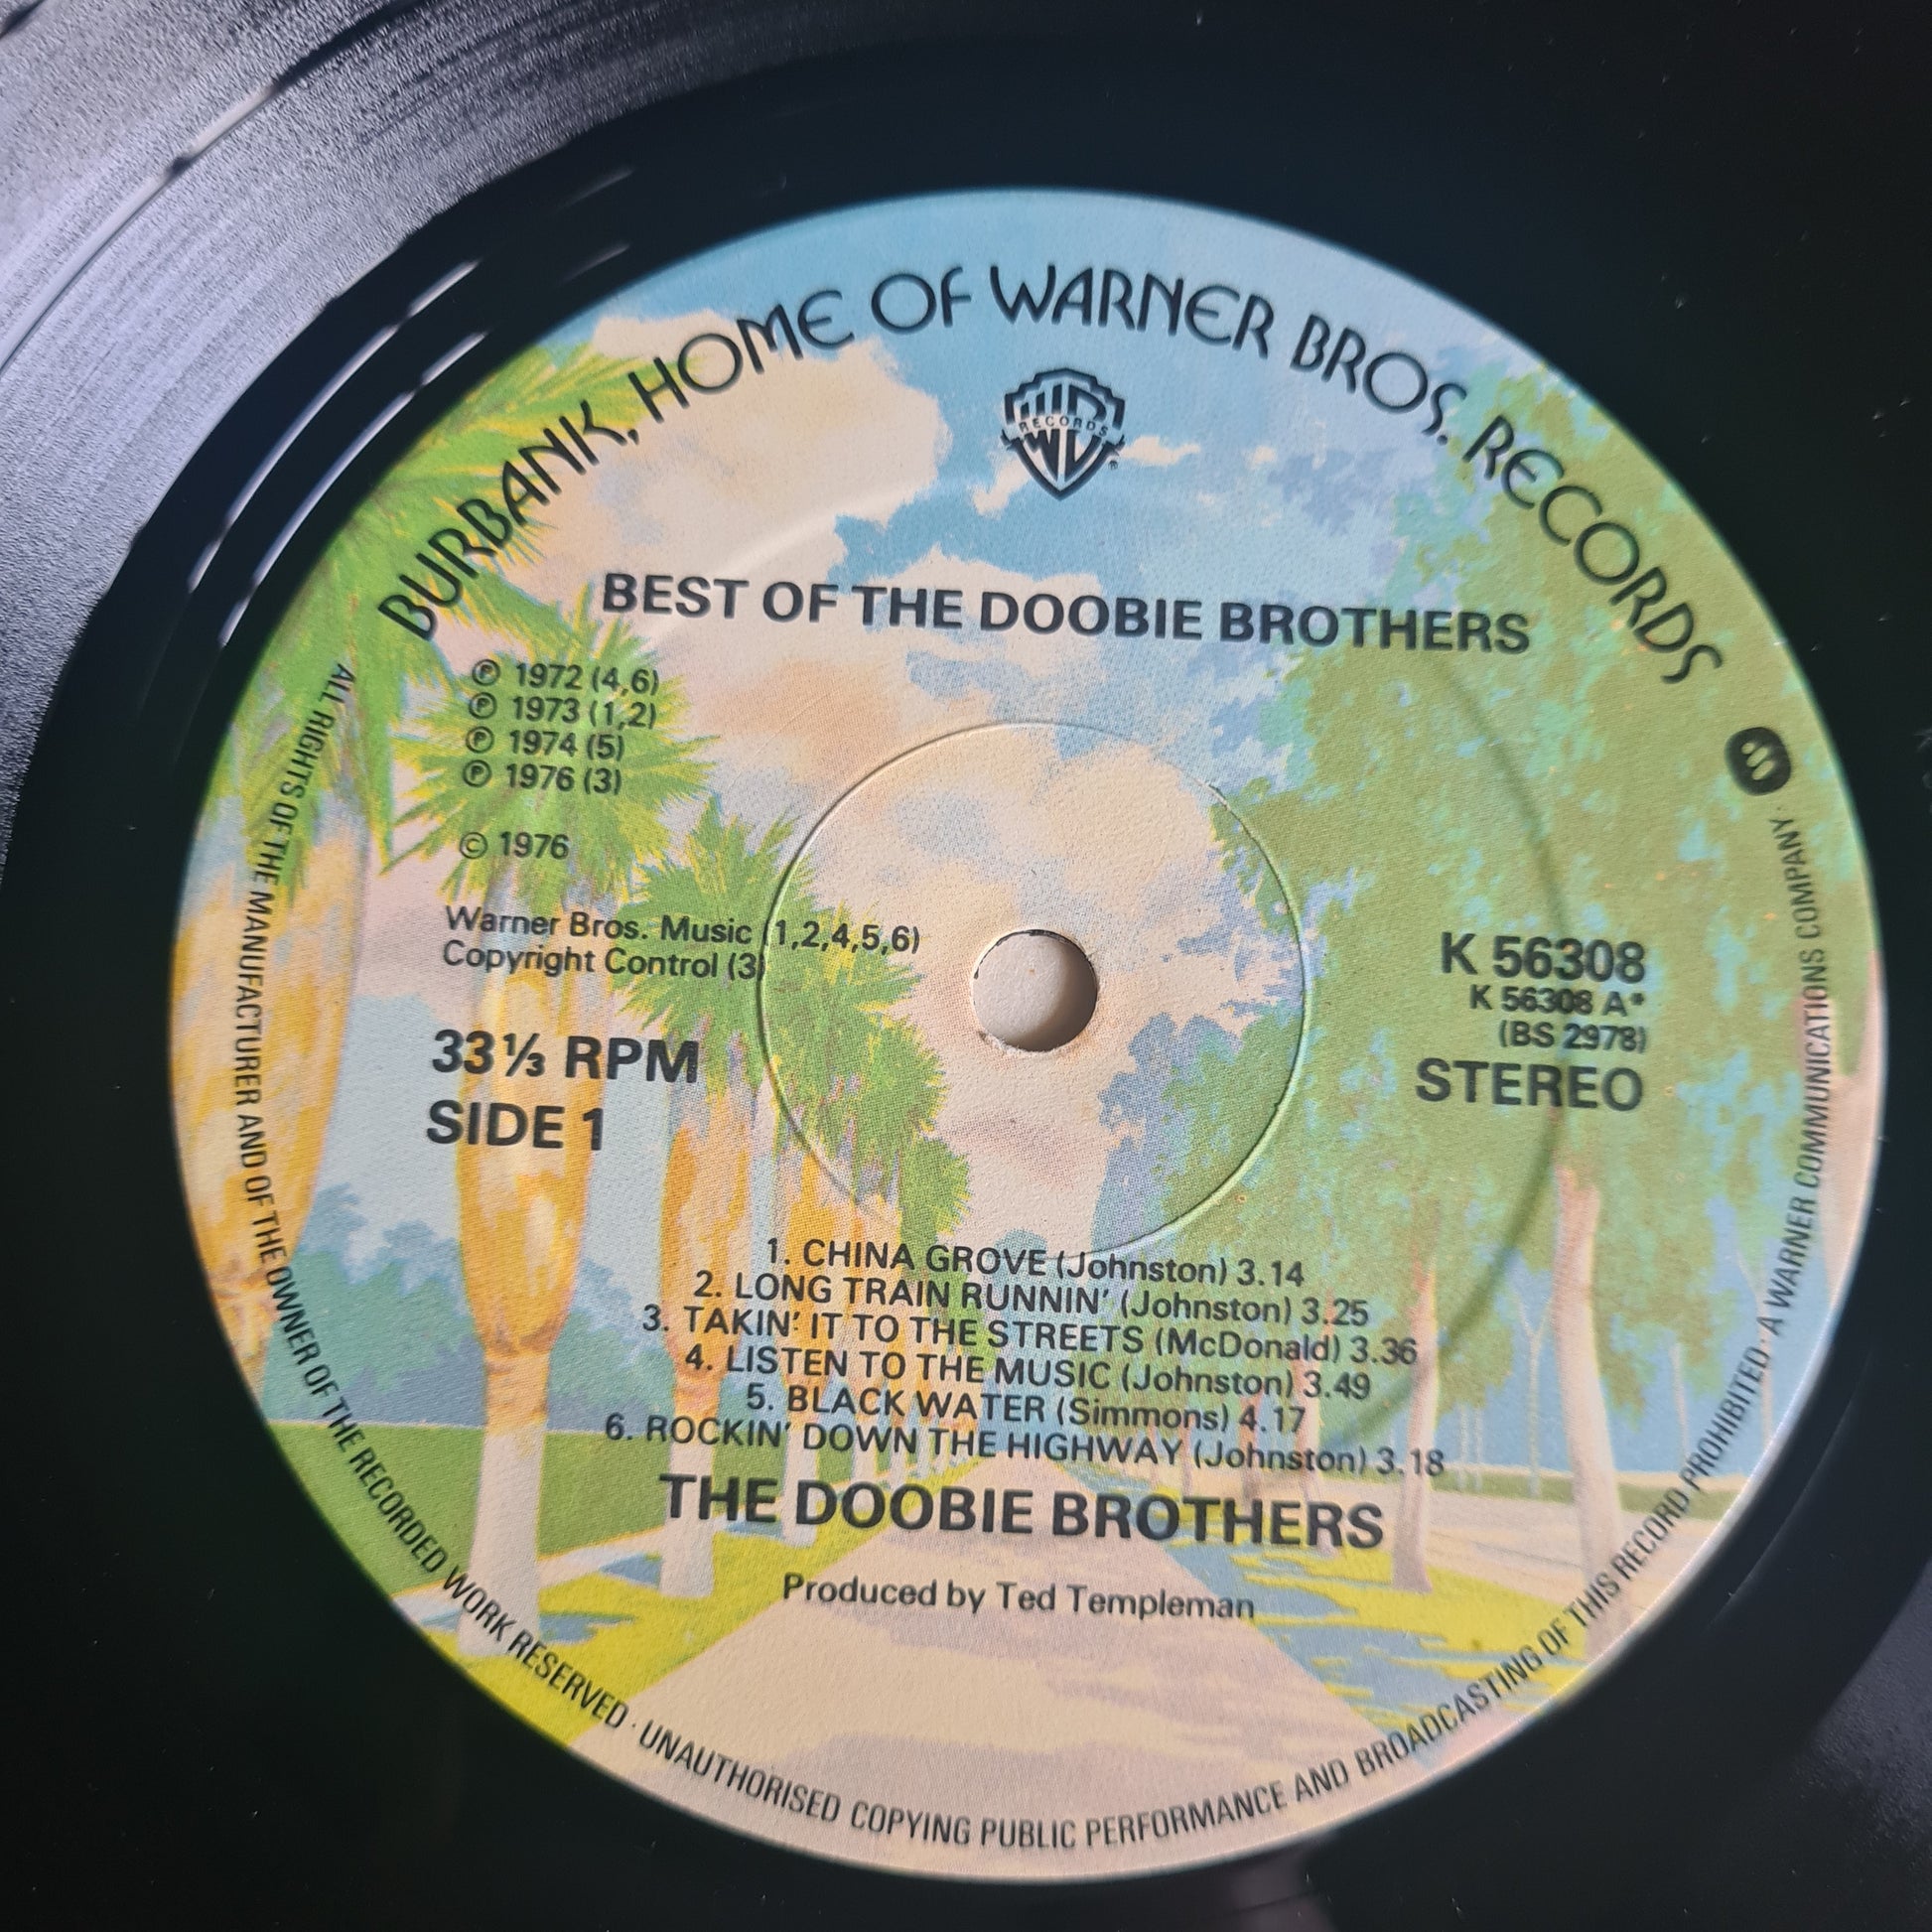 BURBANK, HOME OF WARNER BROS. RECORDS
W
RECORDS
®
BEST OF THE DOOBIE BROTHERS
℗ 1972 (4,6)
℗ 1973 (1,2)
℗ 1974 (5)
℗ 1976 (3)
© 1976
Warner Bros. Music (1,2,4,5,6)
Copyright Control (3)
33⅓ RPM
SIDE 1
K 56308
K 56308 A*
(BS 2978)
STEREO
1. CHINA GROVE (Johnston) 3.14
2. LONG TRAIN RUNNIN' (Johnston) 3.25
3. TAKIN' IT TO THE STREETS (McDonald) 3.36
4. LISTEN TO THE MUSIC (Johnston) 3.49
5. BLACK WATER (Simmons) 4.17
6. ROCKIN' DOWN THE HIGHWAY (Johnston) 3.18
THE DOOBIE BROTHERS
Produced by Ted Templeman
ALL RIGHTS OF THE MANUFACTURER AND OF THE OWNER OF THE RECORDED WORK RESERVED · UNAUTHORISED COPYING PUBLIC PERFORMANCE AND BROADCASTING OF THIS RECORD PROHIBITED · A WARNER COMMUNICATIONS COMPANY ·